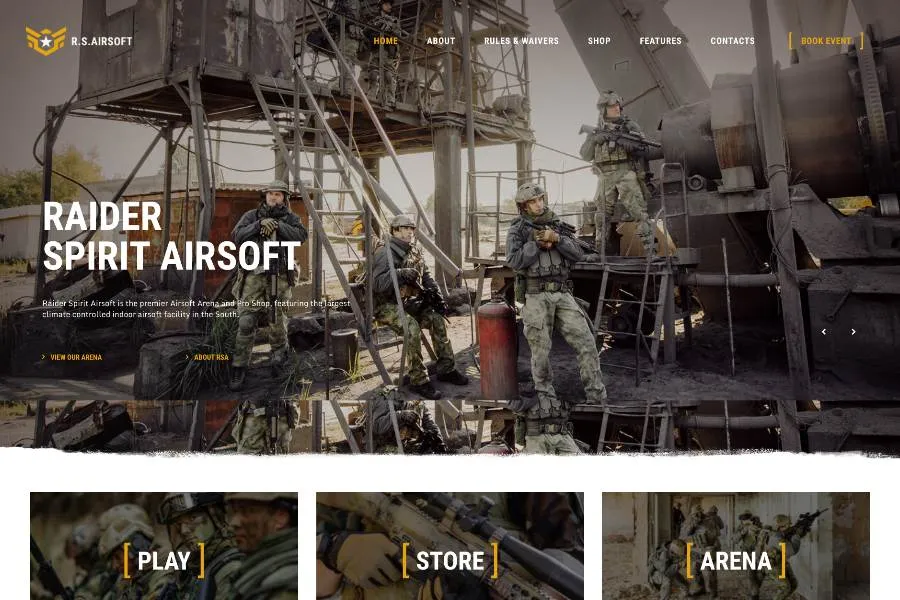 R.S.AIRSOFT
HOME ABOUT RULES & WAIVERS SHOP FEATURES CONTACTS [ BOOK EVENT ]
RAIDER
SPIRIT AIRSOFT
Raider Spirit Airsoft is the premier Airsoft Arena and Pro Shop, featuring the largest
climate controlled indoor airsoft facility in the South.
VIEW OUR ARENA ABOUT RSA
[ PLAY ] [ STORE ] [ ARENA ]